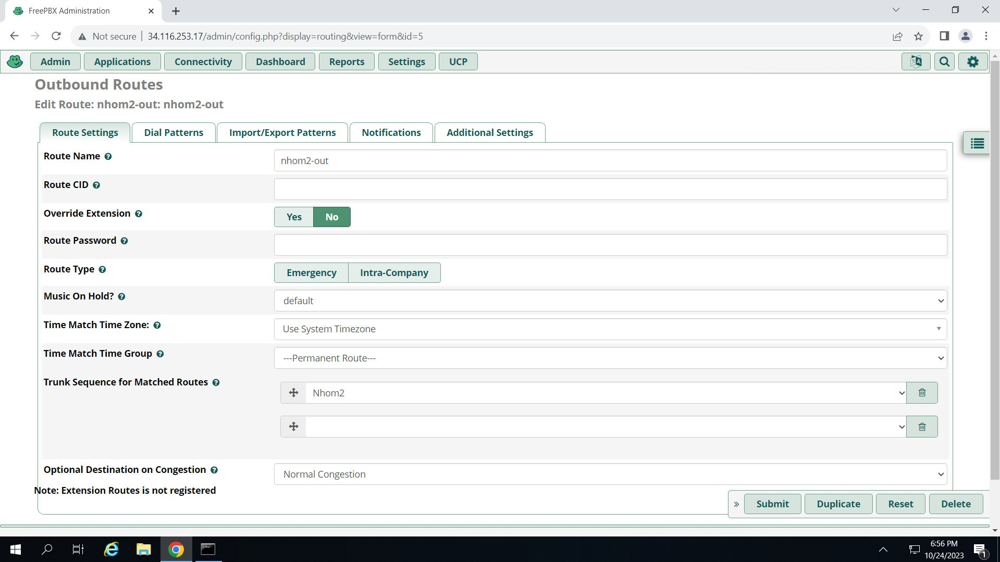 FreePBX Administration
Not secure | 34.116.253.17/admin/config.php?display=routing&view=form&id=5
Admin Applications Connectivity Dashboard Reports Settings UCP
Outbound Routes
Edit Route: nhom2-out: nhom2-out
Route Settings Dial Patterns Import/Export Patterns Notifications Additional Settings
Route Name nhom2-out
Route CID
Override Extension Yes No
Route Password
Route Type Emergency Intra-Company
Music On Hold? default
Time Match Time Zone: Use System Timezone
Time Match Time Group ---Permanent Route---
Trunk Sequence for Matched Routes Nhom2
Optional Destination on Congestion Normal Congestion
Note: Extension Routes is not registered
» Submit Duplicate Reset Delete
6:56 PM
10/24/2023
1